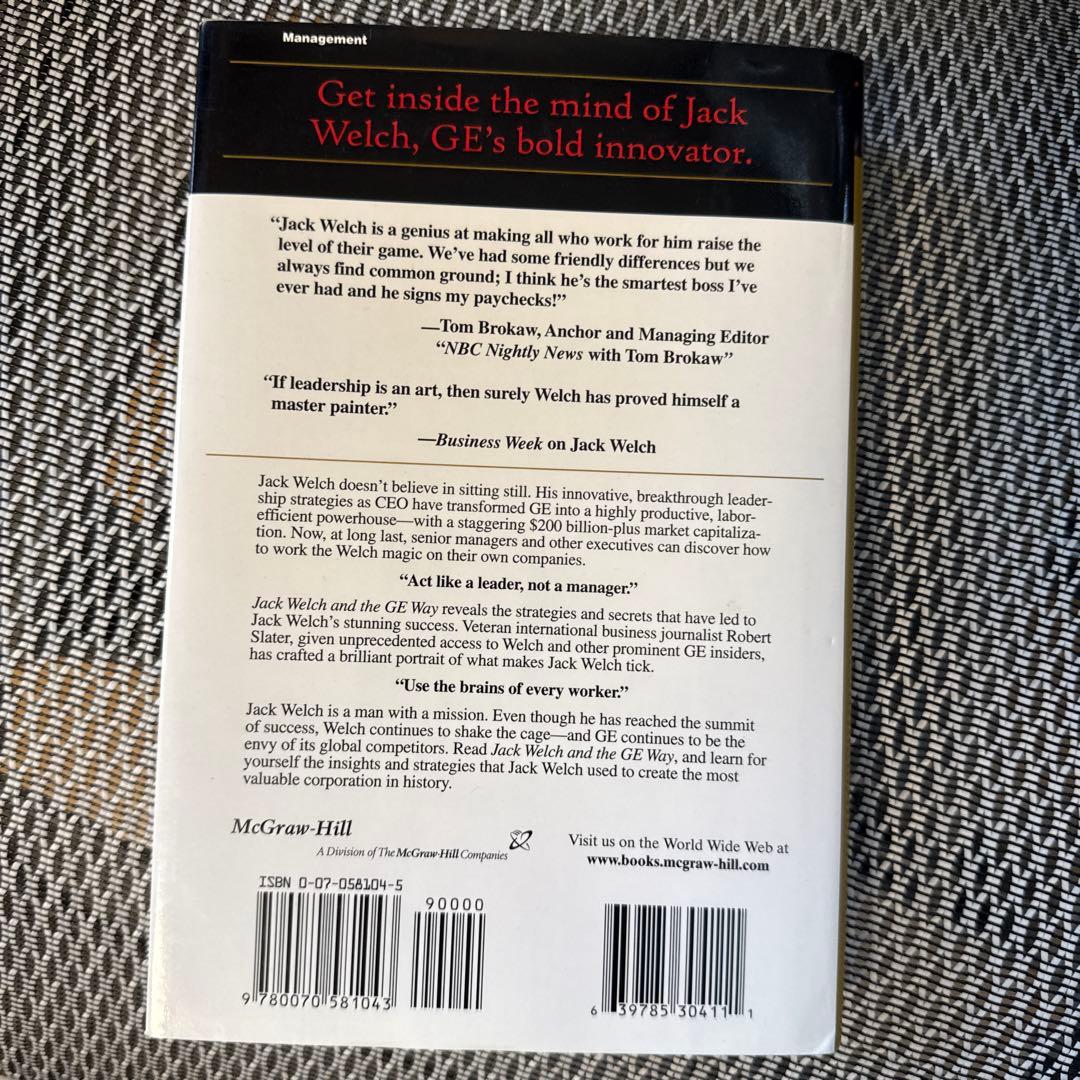 Management
Get inside the mind of Jack
Welch, GE's bold innovator.
“Jack Welch is a genius at making all who work for him raise the
level of their game. We've had some friendly differences but we
always find common ground; I think he's the smartest boss I've
ever had and he signs my paychecks!”
—Tom Brokaw, Anchor and Managing Editor
“NBC Nightly News with Tom Brokaw”
“If leadership is an art, then surely Welch has proved himself a
master painter.”
—Business Week on Jack Welch
Jack Welch doesn't believe in sitting still. His innovative, breakthrough leader-
ship strategies as CEO have transformed GE into a highly productive, labor-
efficient powerhouse—with a staggering $200 billion-plus market capitaliza-
tion. Now, at long last, senior managers and other executives can discover how
to work the Welch magic on their own companies.
“Act like a leader, not a manager.”
Jack Welch and the GE Way reveals the strategies and secrets that have led to
Jack Welch's stunning success. Veteran international business journalist Robert
Slater, given unprecedented access to Welch and other prominent GE insiders,
has crafted a brilliant portrait of what makes Jack Welch tick.
“Use the brains of every worker.”
Jack Welch is a man with a mission. Even though he has reached the summit
of success, Welch continues to shake the cage—and GE continues to be the
envy of its global competitors. Read Jack Welch and the GE Way, and learn for
yourself the insights and strategies that Jack Welch used to create the most
valuable corporation in history.
McGraw-Hill
A Division of The McGraw-Hill Companies
Visit us on the World Wide Web at
www.books.mcgraw-hill.com
ISBN 0-07-058104-5
90000
9 780070 581043
6 39785 30411 1